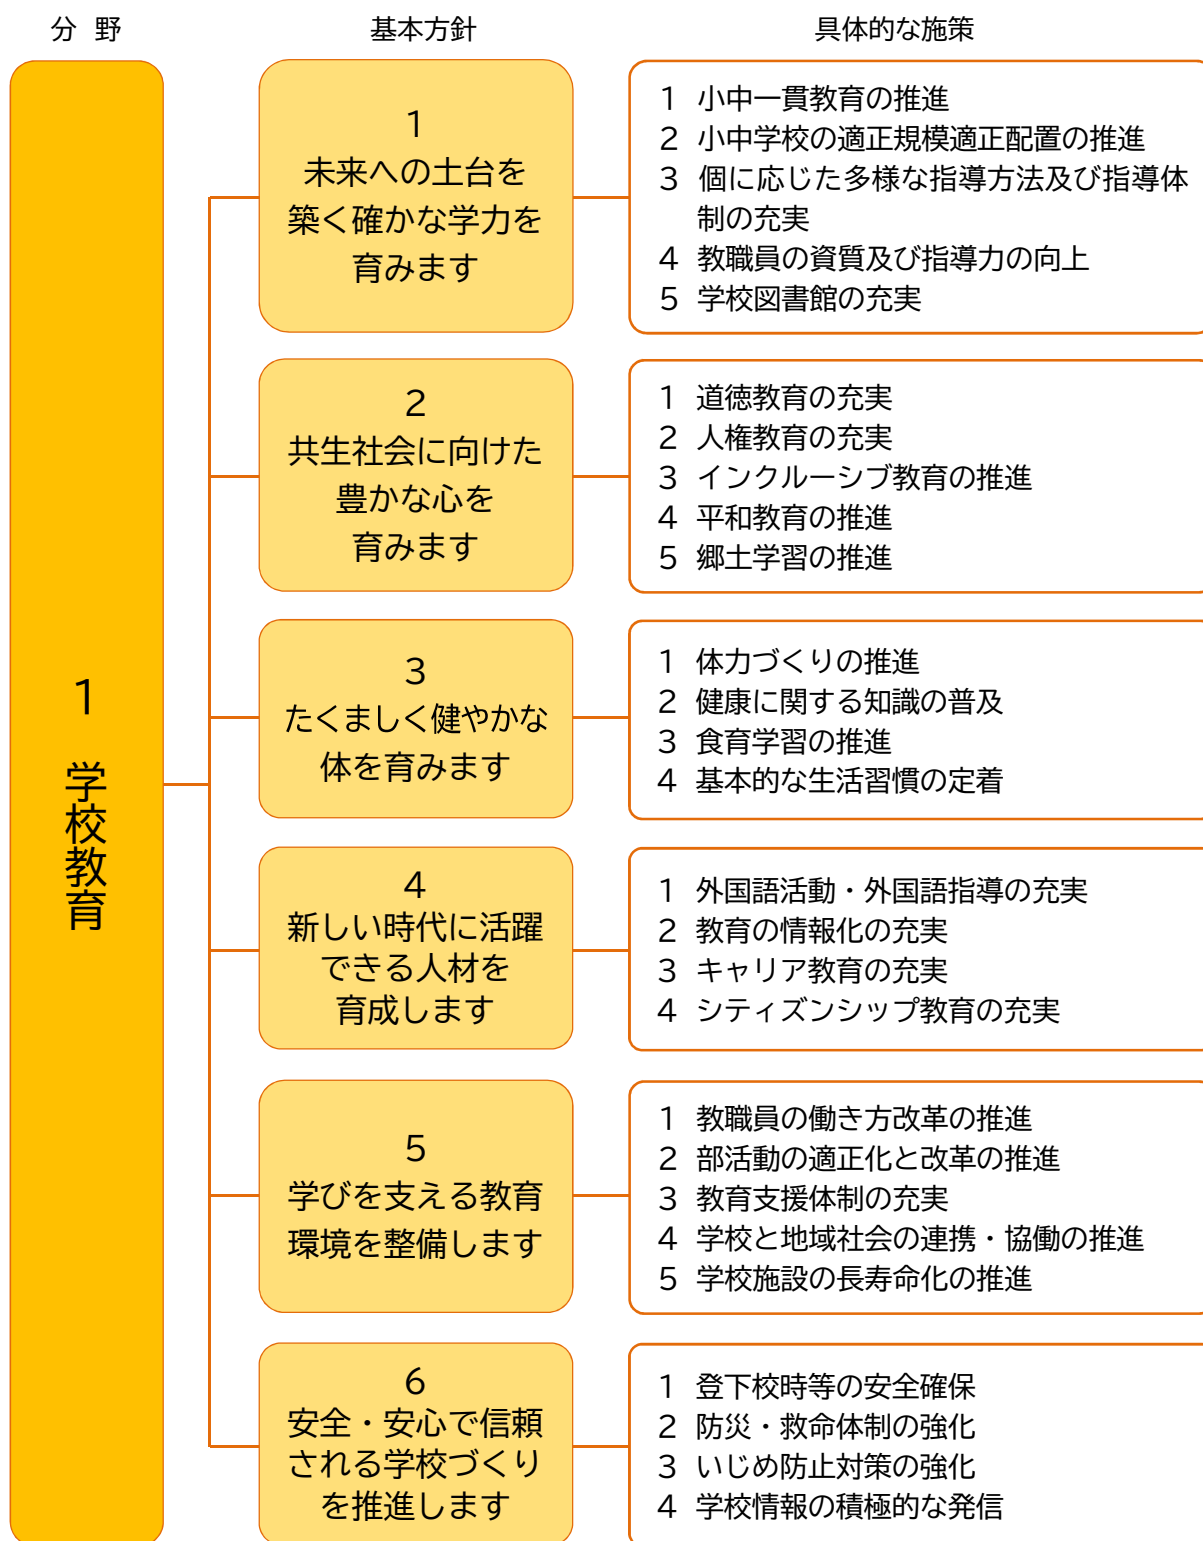 分 野
基本方針
具体的な施策
1 学校教育
1
未来への土台を
築く確かな学力を
育みます
1 小中一貫教育の推進
2 小中学校の適正規模適正配置の推進
3 個に応じた多様な指導方法及び指導体
制の充実
4 教職員の資質及び指導力の向上
5 学校図書館の充実
2
共生社会に向けた
豊かな心を
育みます
1 道徳教育の充実
2 人権教育の充実
3 インクルーシブ教育の推進
4 平和教育の推進
5 郷土学習の推進
3
たくましく健やかな
体を育みます
1 体力づくりの推進
2 健康に関する知識の普及
3 食育学習の推進
4 基本的な生活習慣の定着
4
新しい時代に活躍
できる人材を
育成します
1 外国語活動・外国語指導の充実
2 教育の情報化の充実
3 キャリア教育の充実
4 シティズンシップ教育の充実
5
学びを支える教育
環境を整備します
1 教職員の働き方改革の推進
2 部活動の適正化と改革の推進
3 教育支援体制の充実
4 学校と地域社会の連携・協働の推進
5 学校施設の長寿命化の推進
6
安全・安心で信頼
される学校づくり
を推進します
1 登下校時等の安全確保
2 防災・救命体制の強化
3 いじめ防止対策の強化
4 学校情報の積極的な発信